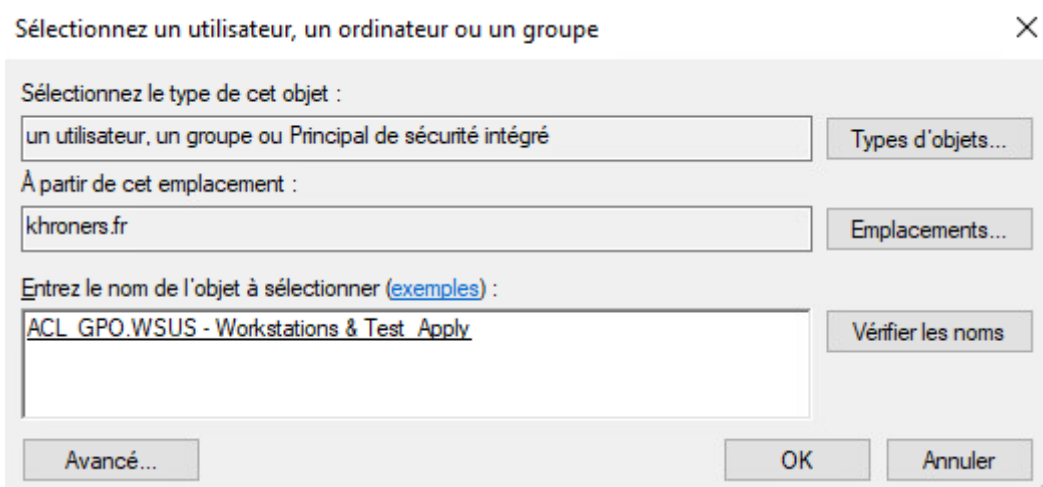 Sélectionnez un utilisateur, un ordinateur ou un groupe
Sélectionnez le type de cet objet :
un utilisateur, un groupe ou Principal de sécurité intégré
Types d'objets...
À partir de cet emplacement :
khroners.fr
Emplacements...
Entrez le nom de l'objet à sélectionner (exemples) :
ACL_GPO.WSUS - Workstations & Test_Apply
Vérifier les noms
Avancé...
OK
Annuler